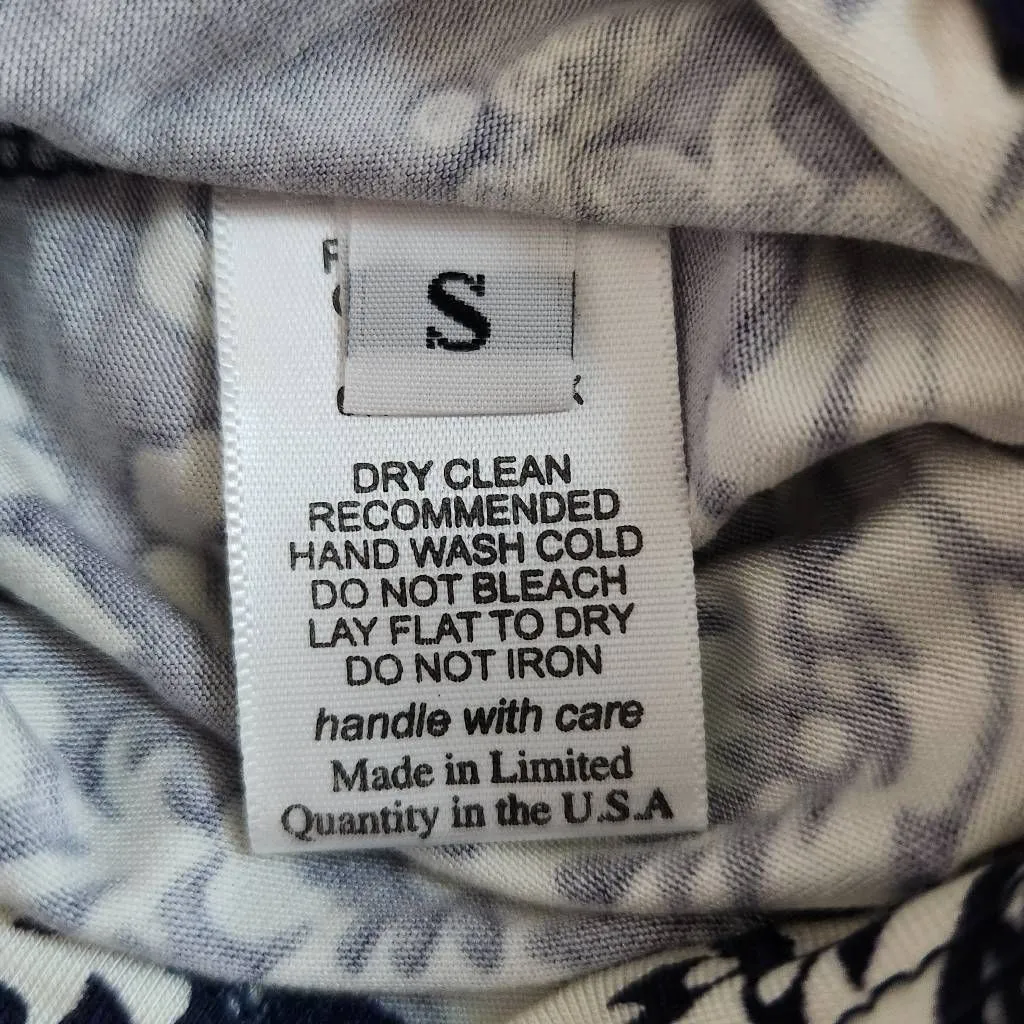 S
DRY CLEAN
RECOMMENDED
HAND WASH COLD
DO NOT BLEACH
LAY FLAT TO DRY
DO NOT IRON
handle with care
Made in Limited
Quantity in the U.S.A